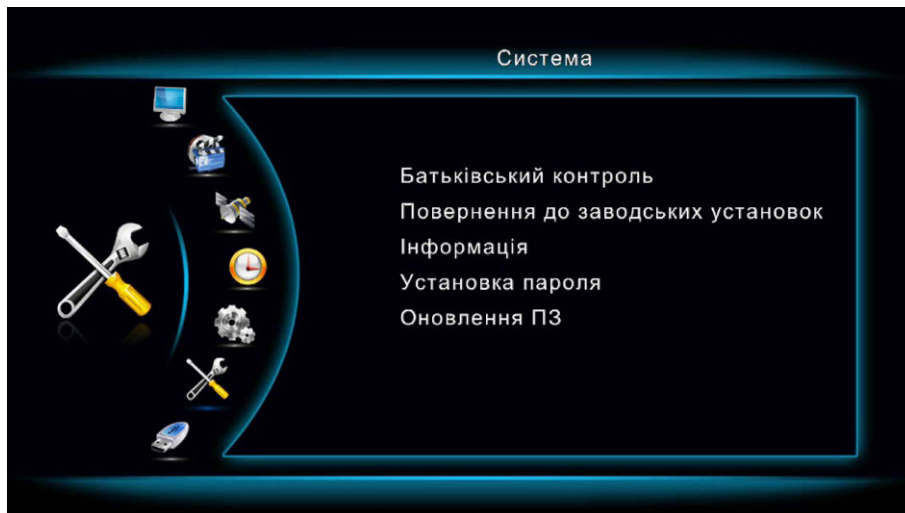 Система
Батьківський контроль
Повернення до заводських установок
Інформація
Установка пароля
Оновлення ПЗ